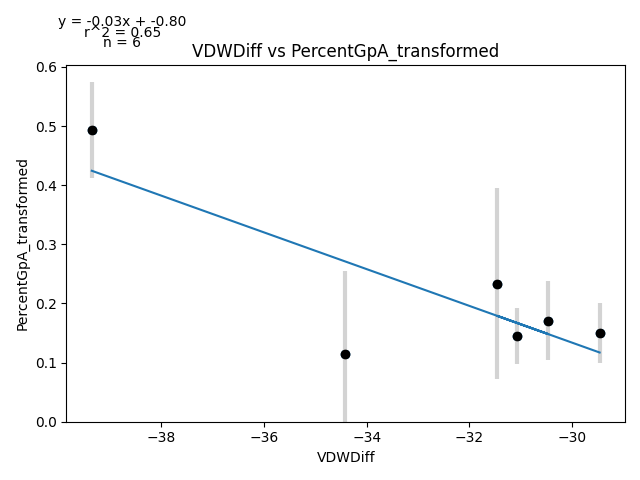 y = -0.03x + -0.80
r^2 = 0.65
n = 6
VDWDiff vs PercentGpA_transformed
0.6
0.5
0.4
0.3
0.2
0.1
0.0
PercentGpA_transformed
−38
−36
−34
−32
−30
VDWDiff